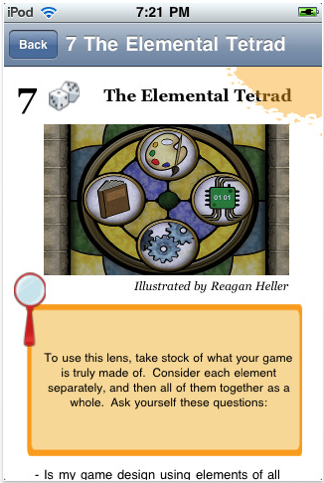 iPod 7:21 PM
Back 7 The Elemental Tetrad
7 The Elemental Tetrad
01 01
Illustrated by Reagan Heller
To use this lens, take stock of what your game
is truly made of. Consider each element
separately, and then all of them together as a
whole. Ask yourself these questions:
- Is my game design using elements of all